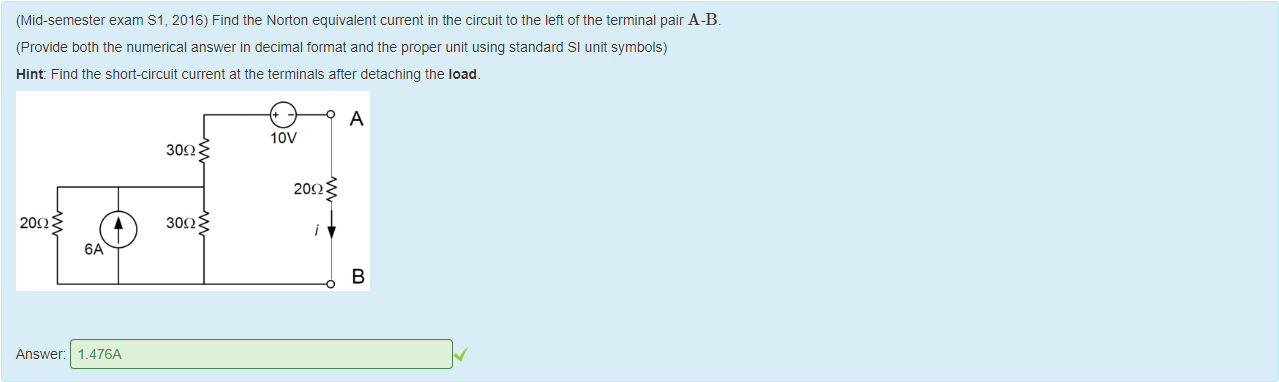 (Mid-semester exam S1, 2016) Find the Norton equivalent current in the circuit to the left of the terminal pair A-B.
(Provide both the numerical answer in decimal format and the proper unit using standard SI unit symbols)
Hint: Find the short-circuit current at the terminals after detaching the load.
+ - A
10V
30Ω
20Ω
20Ω 30Ω i
6A
B
Answer: 1.476A